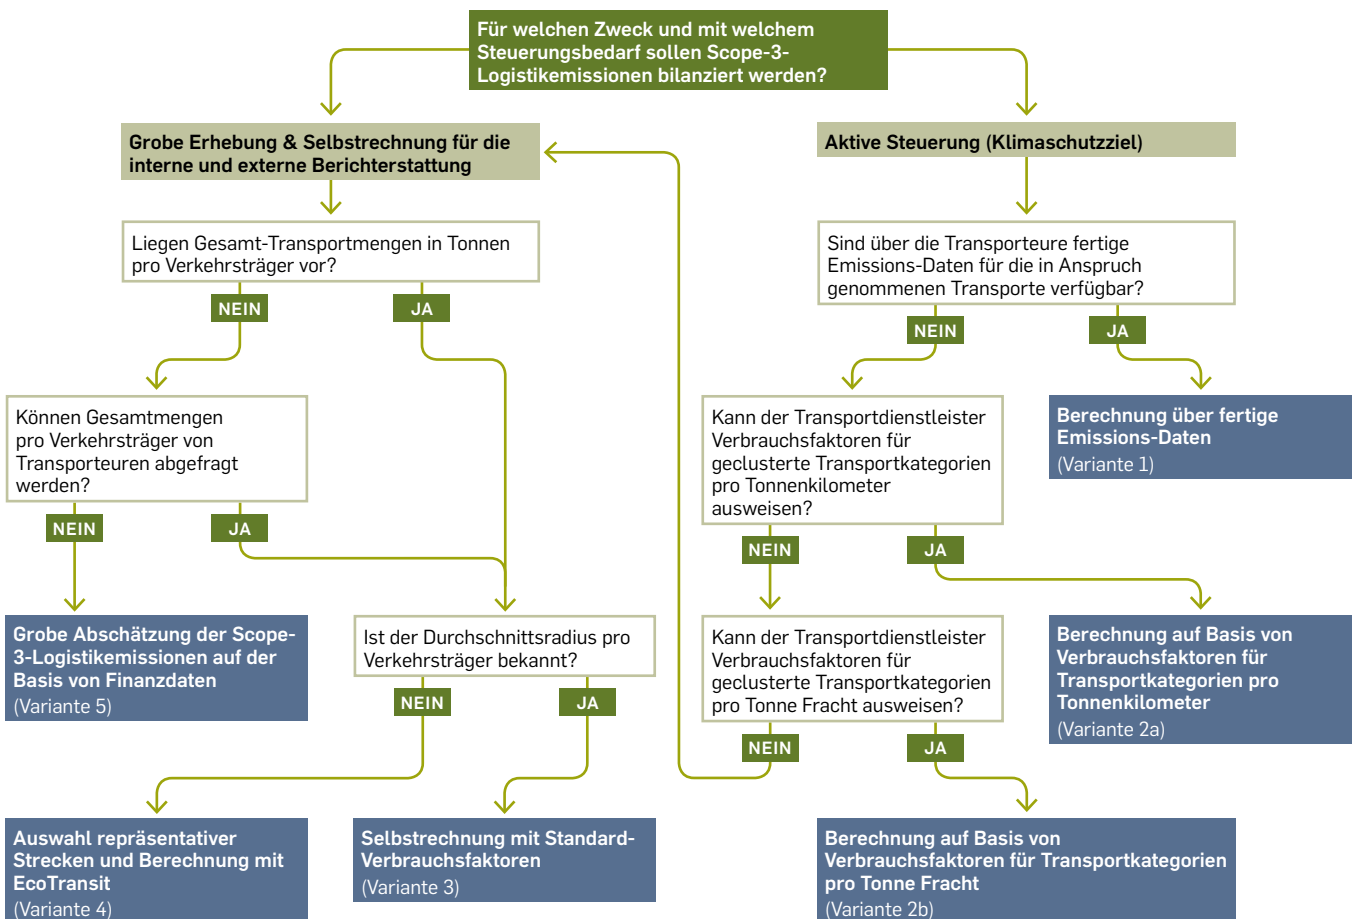 Für welchen Zweck und mit welchem
Steuerungsbedarf sollen Scope-3-
Logistikemissionen bilanziert werden?
Grobe Erhebung & Selbstrechnung für die
interne und externe Berichterstattung
Aktive Steuerung (Klimaschutzziel)
Liegen Gesamt-Transportmengen in Tonnen
pro Verkehrsträger vor?
NEIN
JA
Sind über die Transporteure fertige
Emissions-Daten für die in Anspruch
genommenen Transporte verfügbar?
NEIN
JA
Können Gesamtmengen
pro Verkehrsträger von
Transporteuren abgefragt
werden?
NEIN
JA
Kann der Transportdienstleister
Verbrauchsfaktoren für
geclusterte Transportkategorien
pro Tonnenkilometer
ausweisen?
NEIN
JA
Berechnung über fertige
Emissions-Daten
(Variante 1)
Grobe Abschätzung der Scope-
3-Logistikemissionen auf der
Basis von Finanzdaten
(Variante 5)
Ist der Durchschnittsradius pro
Verkehrsträger bekannt?
NEIN
JA
Kann der Transportdienstleister
Verbrauchsfaktoren für
geclusterte Transportkategorien
pro Tonne Fracht ausweisen?
NEIN
JA
Berechnung auf Basis von
Verbrauchsfaktoren für
Transportkategorien pro
Tonnenkilometer
(Variante 2a)
Auswahl repräsentativer
Strecken und Berechnung mit
EcoTransit
(Variante 4)
Selbstrechnung mit Standard-
Verbrauchsfaktoren
(Variante 3)
Berechnung auf Basis von
Verbrauchsfaktoren für Transportkategorien
pro Tonne Fracht
(Variante 2b)